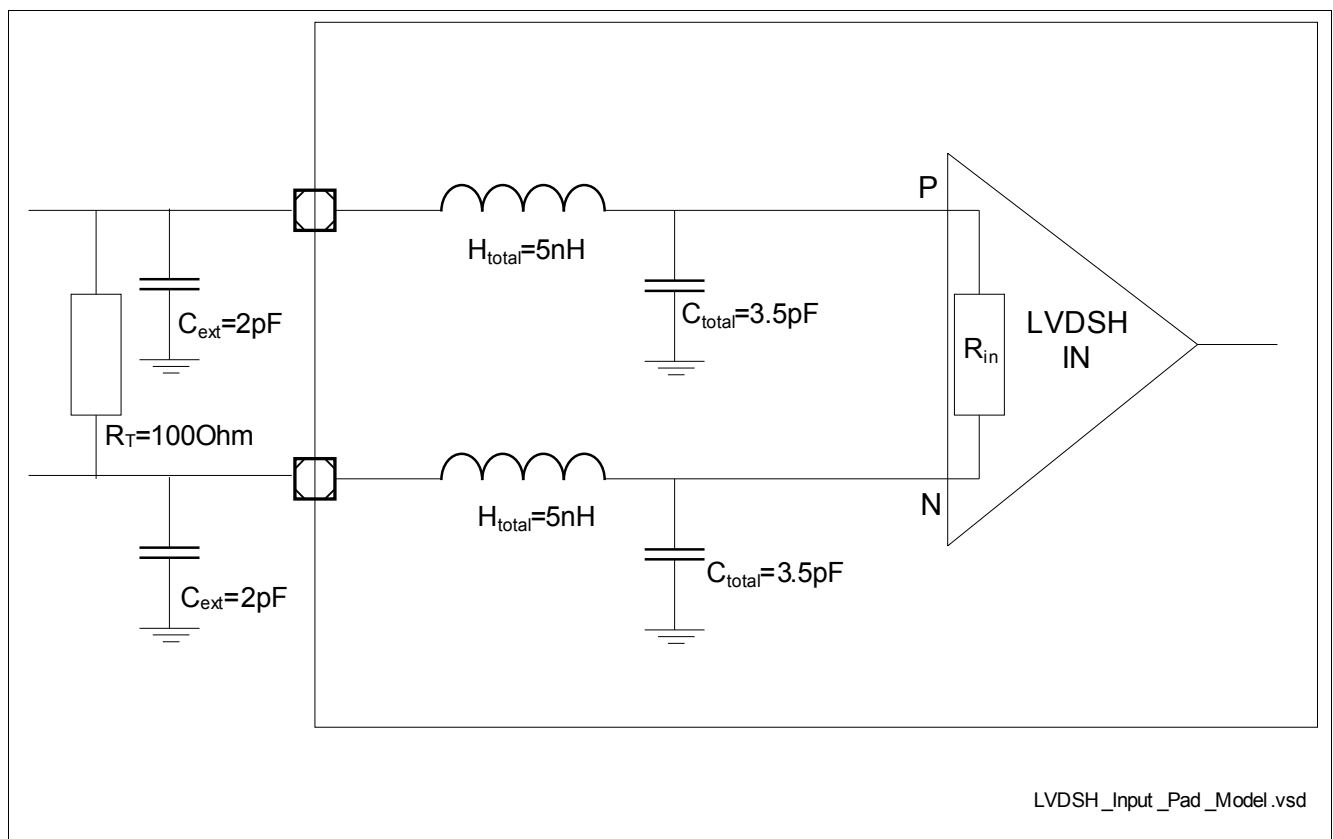 P
H_total=5nH
C_ext=2pF
C_total=3.5pF
R_in
LVDSH
IN
R_T=100Ohm
N
H_total=5nH
C_ext=2pF
C_total=3.5pF
LVDSH_Input_Pad_Model.vsd